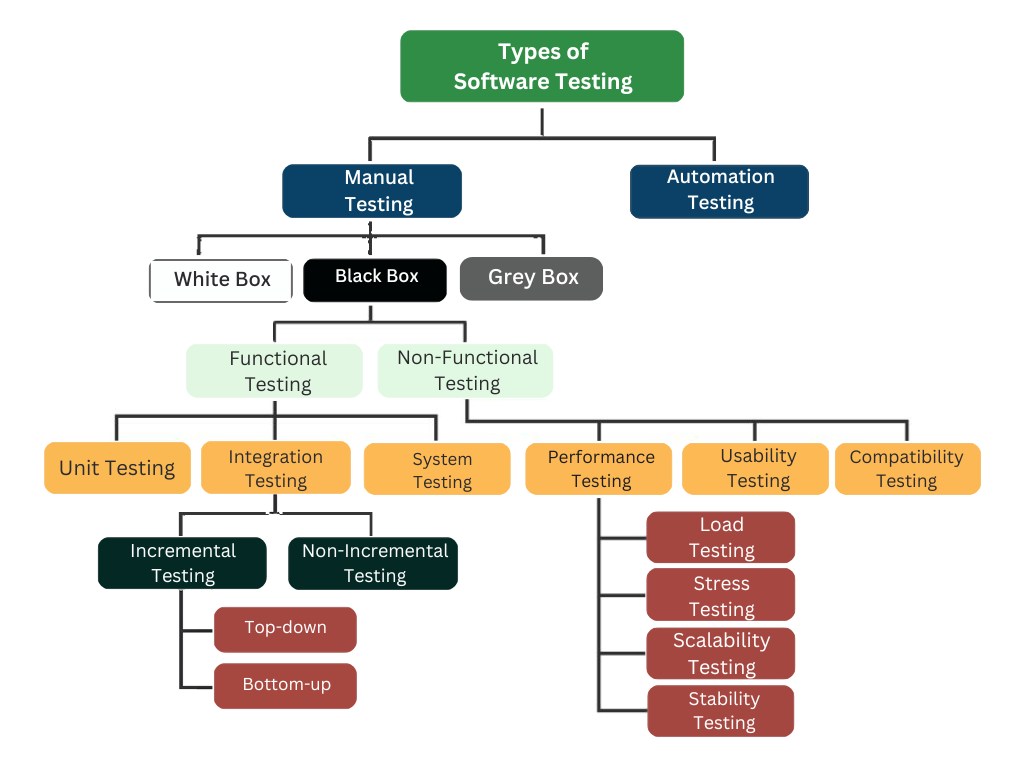 Types of
Software Testing
Manual
Testing
Automation
Testing
White Box
Black Box
Grey Box
Functional
Testing
Non-Functional
Testing
Unit Testing
Integration
Testing
System
Testing
Performance
Testing
Usability
Testing
Compatibility
Testing
Incremental
Testing
Non-Incremental
Testing
Top-down
Bottom-up
Load
Testing
Stress
Testing
Scalability
Testing
Stability
Testing